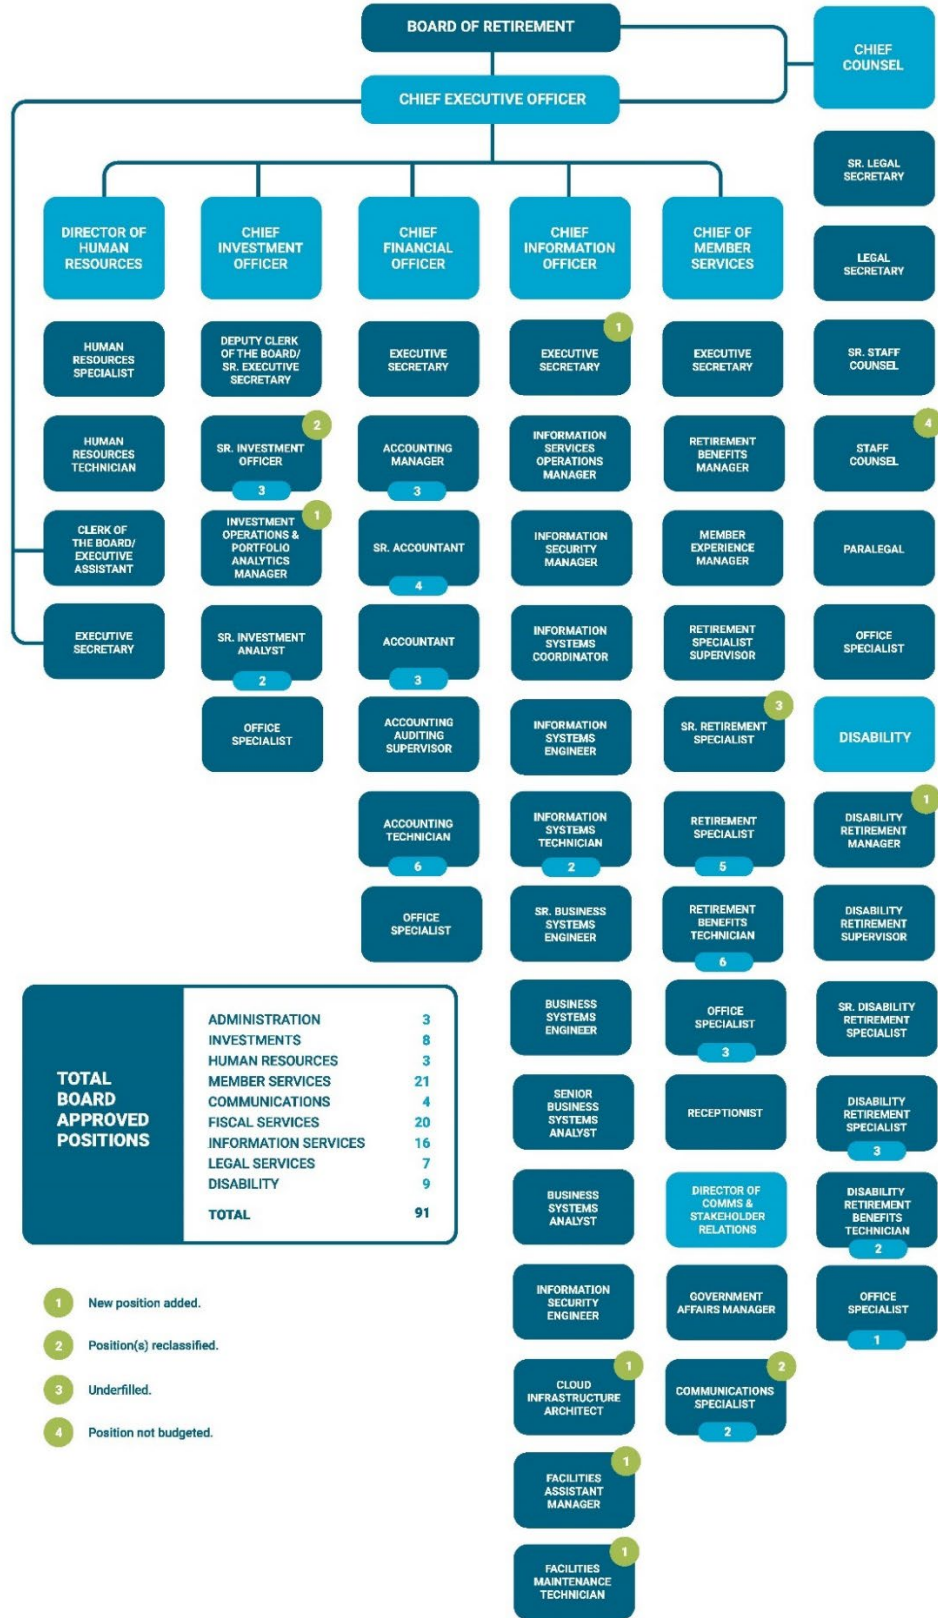 BOARD OF RETIREMENT
CHIEF EXECUTIVE OFFICER
CHIEF
COUNSEL
SR. LEGAL
SECRETARY
LEGAL
SECRETARY
SR. STAFF
COUNSEL
4
STAFF
COUNSEL
PARALEGAL
OFFICE
SPECIALIST
DISABILITY
1
DISABILITY
RETIREMENT
MANAGER
DISABILITY
RETIREMENT
SUPERVISOR
SR. DISABILITY
RETIREMENT
SPECIALIST
DISABILITY
RETIREMENT
SPECIALIST
3
DISABILITY
RETIREMENT
BENEFITS
TECHNICIAN
2
OFFICE
SPECIALIST
1
DIRECTOR OF
HUMAN
RESOURCES
HUMAN
RESOURCES
SPECIALIST
HUMAN
RESOURCES
TECHNICIAN
CLERK OF
THE BOARD/
EXECUTIVE
ASSISTANT
EXECUTIVE
SECRETARY
CHIEF
INVESTMENT
OFFICER
DEPUTY CLERK
OF THE BOARD/
SR. EXECUTIVE
SECRETARY
2
SR. INVESTMENT
OFFICER
3
1
INVESTMENT
OPERATIONS &
PORTFOLIO
ANALYTICS
MANAGER
SR. INVESTMENT
ANALYST
2
OFFICE
SPECIALIST
CHIEF
FINANCIAL
OFFICER
EXECUTIVE
SECRETARY
ACCOUNTING
MANAGER
3
SR. ACCOUNTANT
4
ACCOUNTANT
3
ACCOUNTING
AUDITING
SUPERVISOR
ACCOUNTING
TECHNICIAN
6
OFFICE
SPECIALIST
CHIEF
INFORMATION
OFFICER
1
EXECUTIVE
SECRETARY
INFORMATION
SERVICES
OPERATIONS
MANAGER
INFORMATION
SECURITY
MANAGER
INFORMATION
SYSTEMS
COORDINATOR
INFORMATION
SYSTEMS
ENGINEER
INFORMATION
SYSTEMS
TECHNICIAN
2
SR. BUSINESS
SYSTEMS
ENGINEER
BUSINESS
SYSTEMS
ENGINEER
SENIOR
BUSINESS
SYSTEMS
ANALYST
BUSINESS
SYSTEMS
ANALYST
INFORMATION
SECURITY
ENGINEER
1
CLOUD
INFRASTRUCTURE
ARCHITECT
1
FACILITIES
ASSISTANT
MANAGER
1
FACILITIES
MAINTENANCE
TECHNICIAN
CHIEF OF
MEMBER
SERVICES
EXECUTIVE
SECRETARY
RETIREMENT
BENEFITS
MANAGER
MEMBER
EXPERIENCE
MANAGER
RETIREMENT
SPECIALIST
SUPERVISOR
3
SR. RETIREMENT
SPECIALIST
RETIREMENT
SPECIALIST
5
RETIREMENT
BENEFITS
TECHNICIAN
6
OFFICE
SPECIALIST
3
RECEPTIONIST
DIRECTOR OF
COMMS &
STAKEHOLDER
RELATIONS
GOVERNMENT
AFFAIRS MANAGER
2
COMMUNICATIONS
SPECIALIST
2
TOTAL
BOARD
APPROVED
POSITIONS
ADMINISTRATION 3
INVESTMENTS 8
HUMAN RESOURCES 3
MEMBER SERVICES 21
COMMUNICATIONS 4
FISCAL SERVICES 20
INFORMATION SERVICES 16
LEGAL SERVICES 7
DISABILITY 9
TOTAL 91
1 New position added.
2 Position(s) reclassified.
3 Underfilled.
4 Position not budgeted.